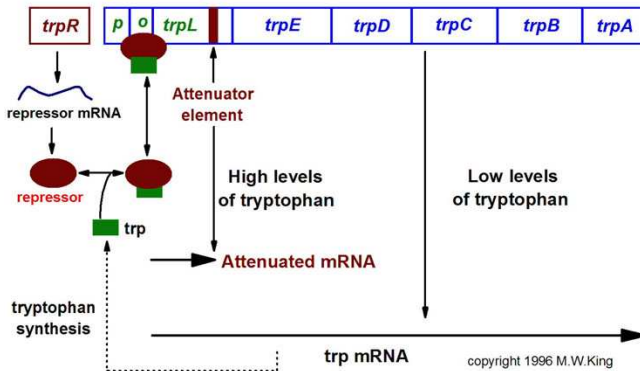 trpR
p o trpL trpE trpD trpC trpB trpA
repressor mRNA
Attenuator
element
repressor
High levels
of tryptophan
Low levels
of tryptophan
trp
Attenuated mRNA
tryptophan
synthesis
trp mRNA
copyright 1996 M.W.King